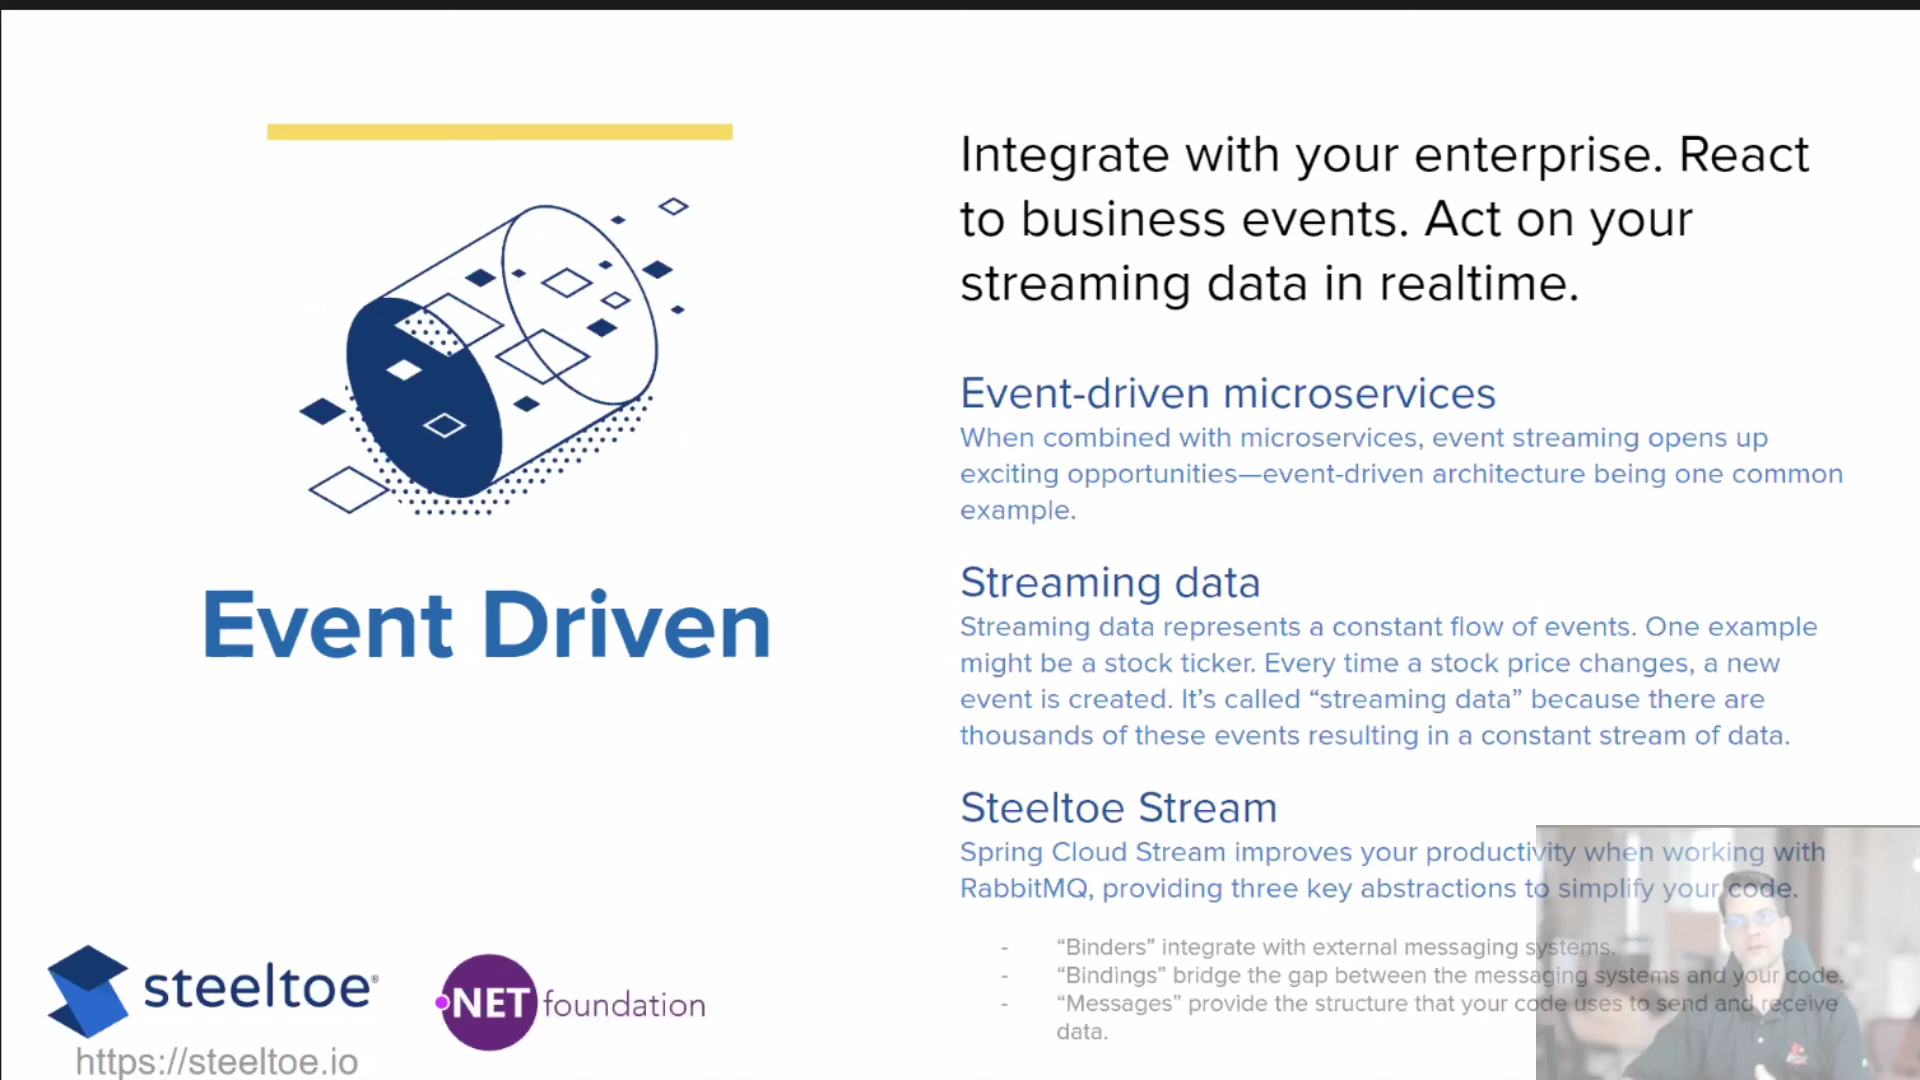 Integrate with your enterprise. React
to business events. Act on your
streaming data in realtime.
Event-driven microservices
When combined with microservices, event streaming opens up
exciting opportunities—event-driven architecture being one common
example.
Streaming data
Streaming data represents a constant flow of events. One example
might be a stock ticker. Every time a stock price changes, a new
event is created. It’s called “streaming data” because there are
thousands of these events resulting in a constant stream of data.
Steeltoe Stream
Spring Cloud Stream improves your productivity when working with
RabbitMQ, providing three key abstractions to simplify your code.
- “Binders” integrate with external messaging systems.
- “Bindings” bridge the gap between the messaging systems and your code.
- “Messages” provide the structure that your code uses to send and receive
data.
Event Driven
steeltoe®
.NET foundation
https://steeltoe.io